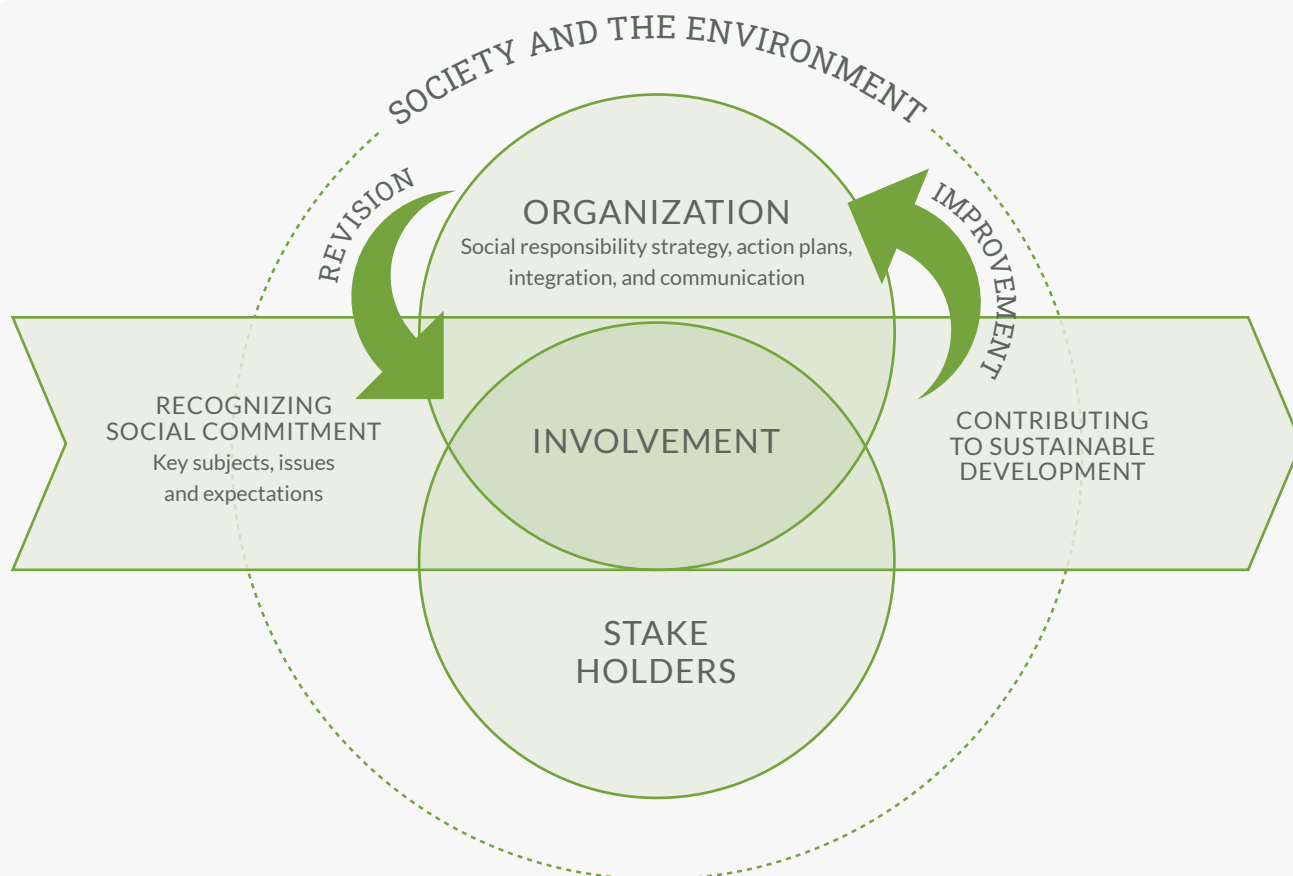 SOCIETY AND THE ENVIRONMENT
REVISION
IMPROVEMENT
ORGANIZATION
Social responsibility strategy, action plans,
integration, and communication
RECOGNIZING
SOCIAL COMMITMENT
Key subjects, issues
and expectations
INVOLVEMENT
CONTRIBUTING
TO SUSTAINABLE
DEVELOPMENT
STAKE
HOLDERS